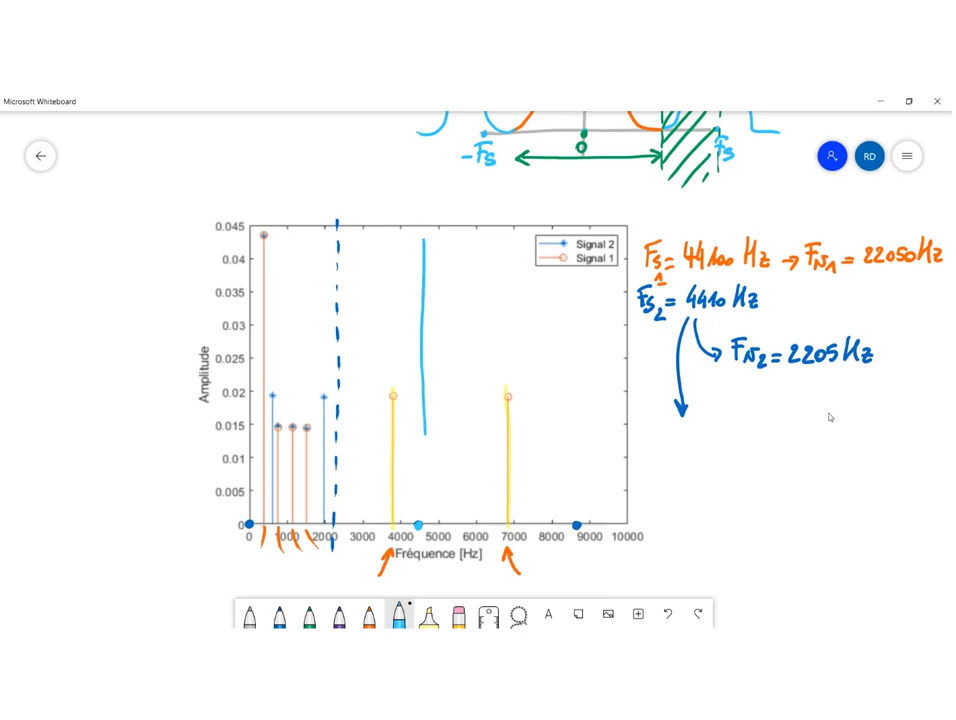 Microsoft Whiteboard
-Fs
0
Fs
RD
0.045
0.04
0.035
0.03
0.025
0.02
0.015
0.01
0.005
0
Amplitude
Signal 2
Signal 1
0 1000 2000 3000 4000 5000 6000 7000 8000 9000 10000
Fréquence [Hz]
Fs1 = 44100 Hz → FN1 = 22050 Hz
Fs2 = 4410 Hz
FN2 = 2205 Hz
A